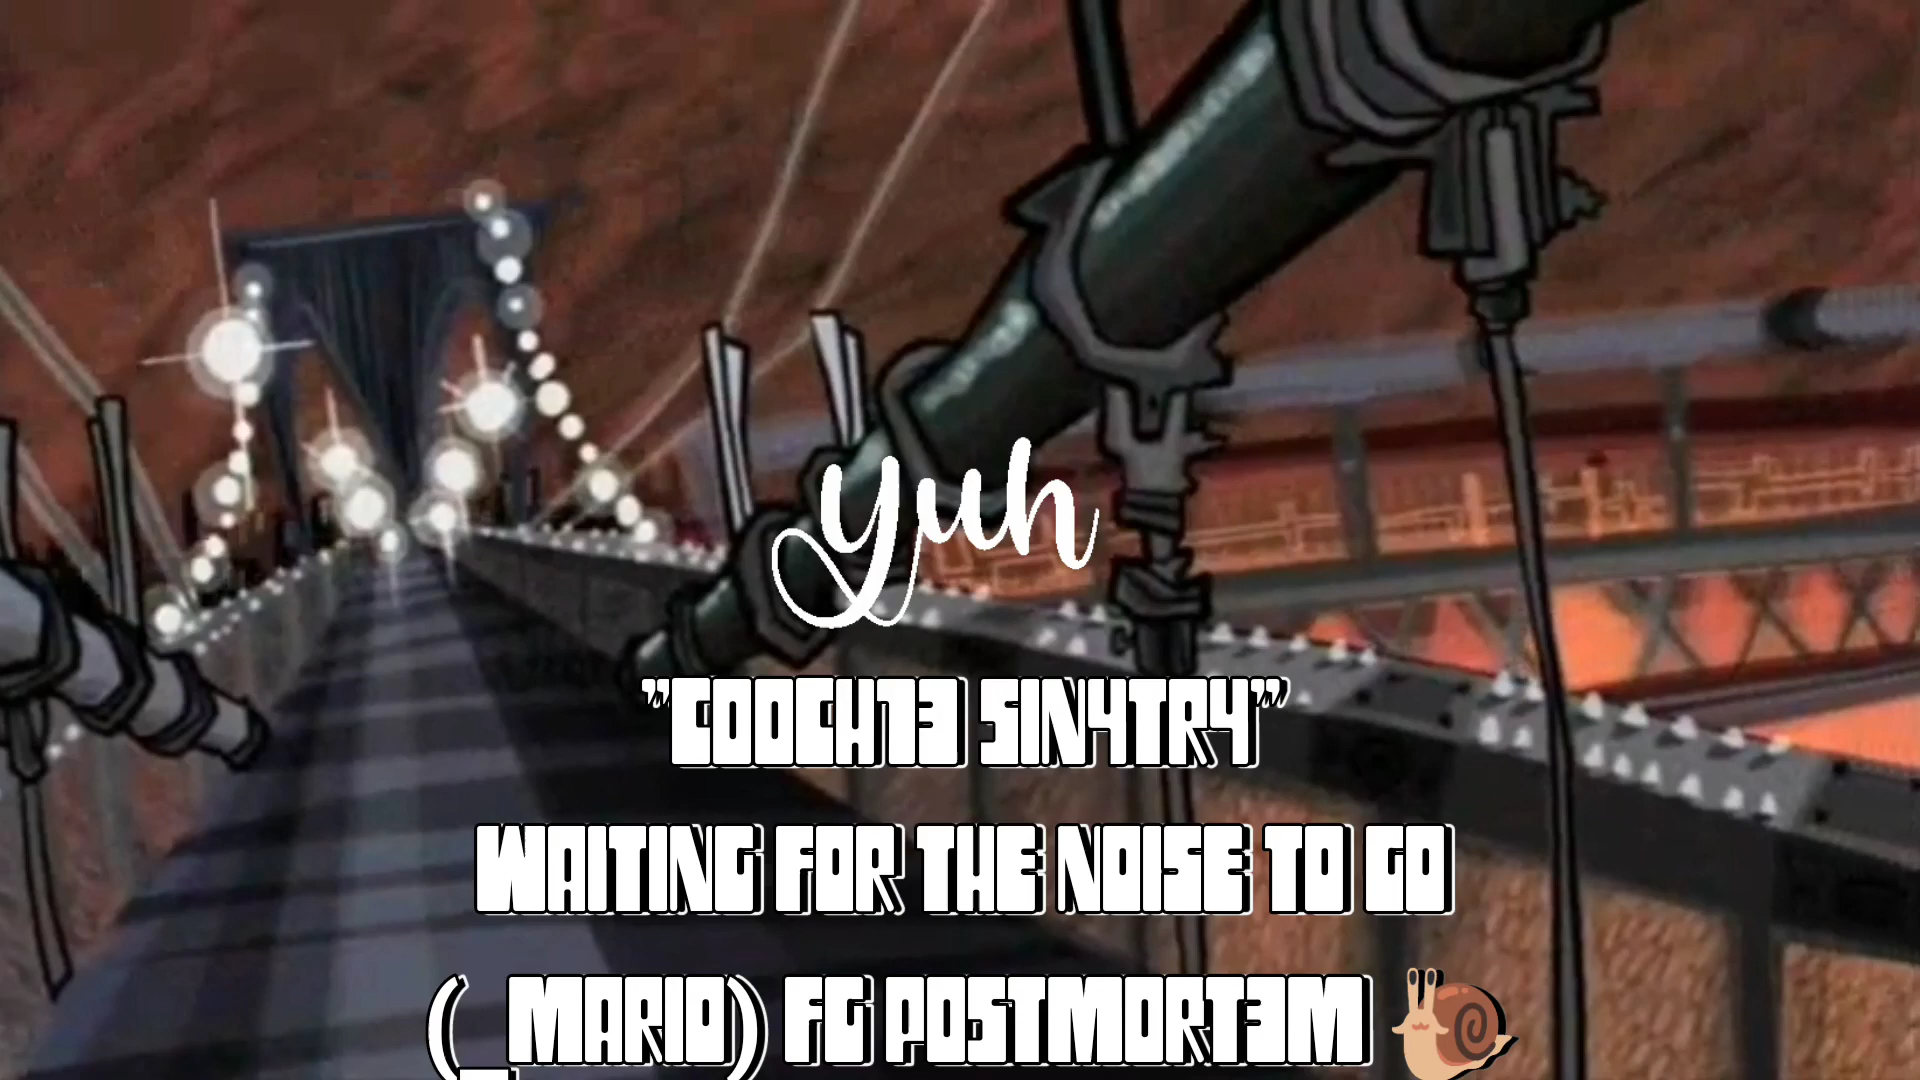 yuh
"COOCH13 SIN4TR4"
WAITING FOR THE NOISE TO GO
(_MARIO) FG POSTMORT3M 🐌